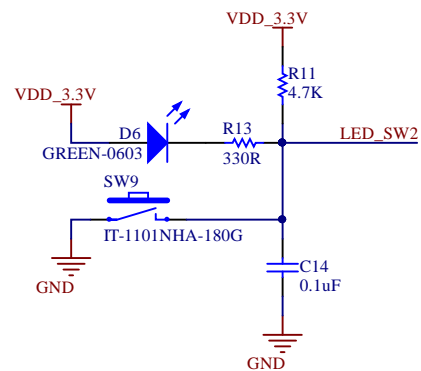 VDD_3.3V
R11
4.7K
VDD_3.3V
D6
GREEN-0603
R13
330R
LED_SW2
SW9
IT-1101NHA-180G
GND
C14
0.1uF
GND